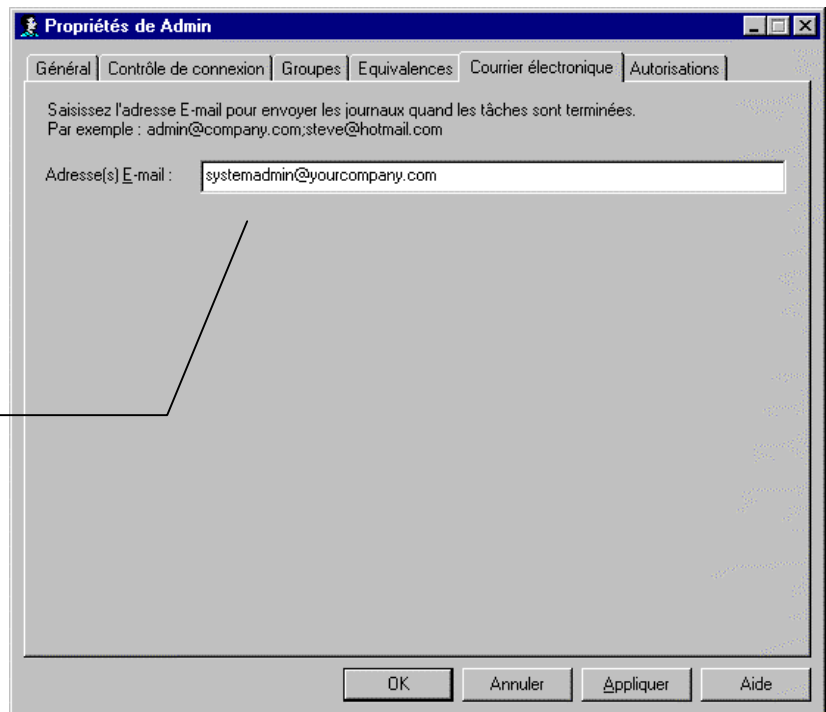 Propriétés de Admin
Général Contrôle de connexion Groupes Equivalences Courrier électronique Autorisations
Saisissez l'adresse E-mail pour envoyer les journaux quand les tâches sont terminées.
Par exemple : admin@company.com;steve@hotmail.com
Adresse(s) E-mail : systemadmin@yourcompany.com
OK Annuler Appliquer Aide